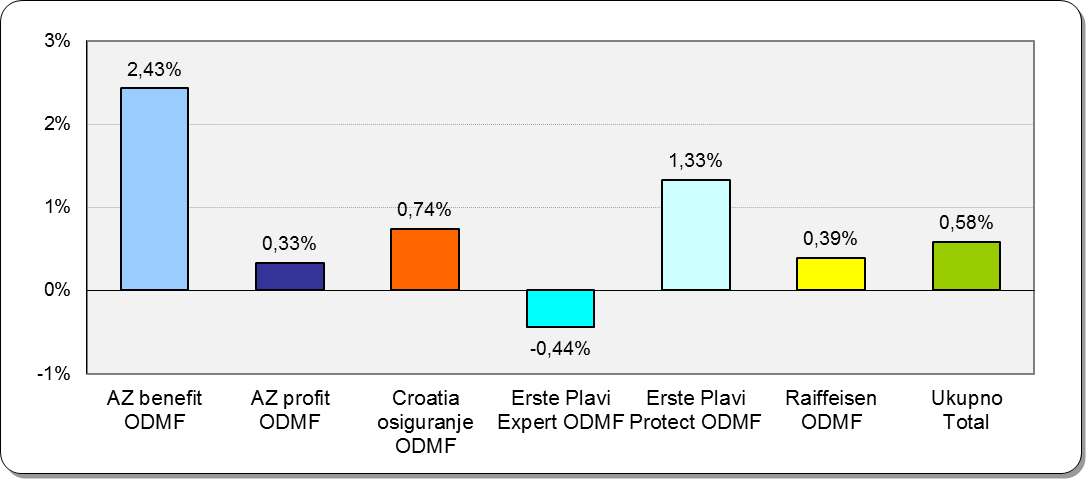 3%
2%
1%
0%
-1%
2,43%
0,33%
0,74%
-0,44%
1,33%
0,39%
0,58%
AZ benefit
ODMF
AZ profit
ODMF
Croatia
osiguranje
ODMF
Erste Plavi
Expert ODMF
Erste Plavi
Protect ODMF
Raiffeisen
ODMF
Ukupno
Total